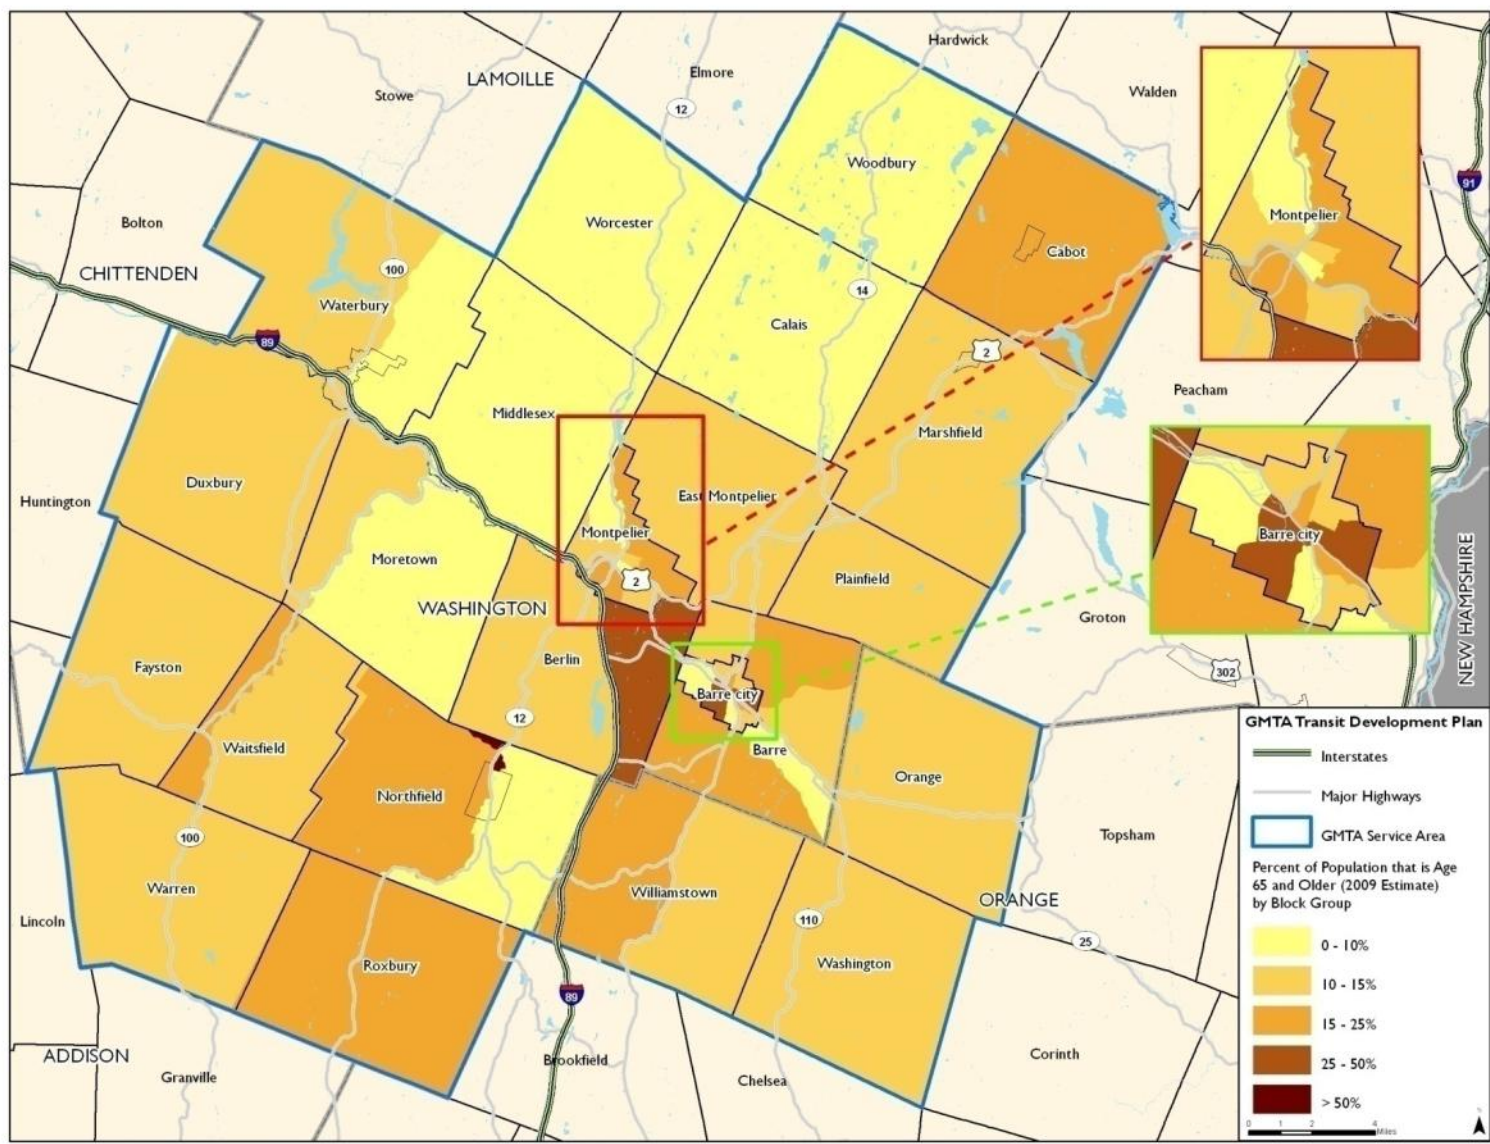 Hardwick
LAMOILLE
Elmore
Stowe
12
Walden
Woodbury
91
Bolton
Worcester
Montpelier
CHITTENDEN
100
Cabot
14
Waterbury
Calais
89
2
Peacham
Middlesex
Marshfield
Duxbury
East Montpelier
Huntington
Montpelier
Barre city
Moretown
2
Plainfield
NEW HAMPSHIRE
WASHINGTON
Groton
Fayston
Berlin
302
Barre city
12
Waitsfield
Barre
Orange
Northfield
100
Topsham
Warren
Williamstown
ORANGE
Lincoln
110
25
Roxbury
Washington
89
ADDISON
Brookfield
Corinth
Granville
Chelsea
GMTA Transit Development Plan
Interstates
Major Highways
GMTA Service Area
Percent of Population that is Age
65 and Older (2009 Estimate)
by Block Group
0 - 10%
10 - 15%
15 - 25%
25 - 50%
> 50%
0 1 2 4
Miles